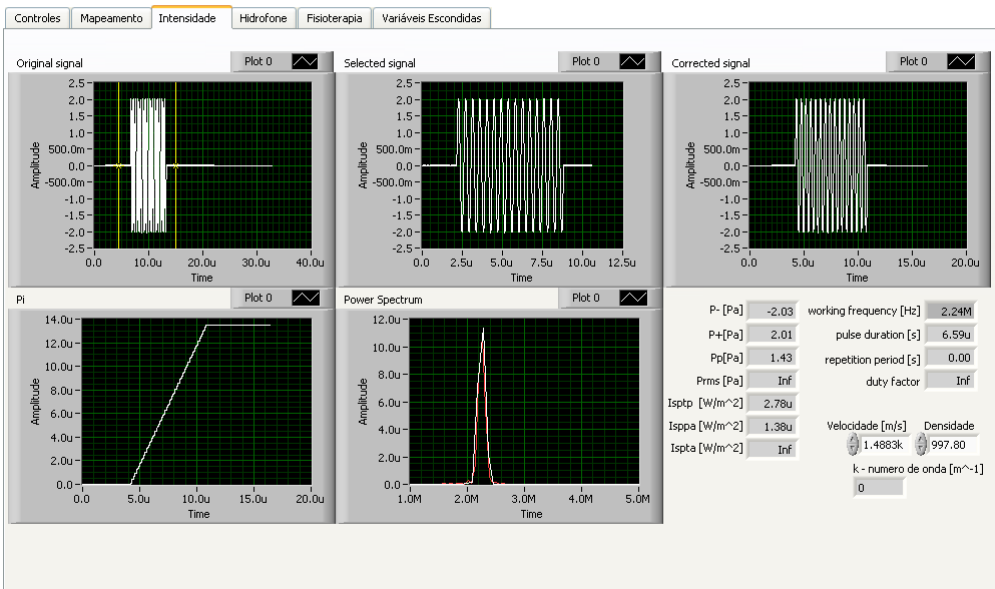 Controles Mapeamento Intensidade Hidrofone Fisioterapia Variáveis Escondidas
Original signal Plot 0
Amplitude
2.5
2.0
1.5
1.0
500.0m
0.0
-500.0m
-1.0
-1.5
-2.0
-2.5
0.0 10.0u 20.0u 30.0u 40.0u
Time
Selected signal Plot 0
Amplitude
2.5
2.0
1.5
1.0
500.0m
0.0
-500.0m
-1.0
-1.5
-2.0
-2.5
0.0 2.5u 5.0u 7.5u 10.0u 12.5u
Time
Corrected signal Plot 0
Amplitude
2.5
2.0
1.5
1.0
500.0m
0.0
-500.0m
-1.0
-1.5
-2.0
-2.5
0.0 5.0u 10.0u 15.0u 20.0u
Time
Pi Plot 0
Amplitude
14.0u
12.0u
10.0u
8.0u
6.0u
4.0u
2.0u
0.0
0.0 5.0u 10.0u 15.0u 20.0u
Time
Power Spectrum Plot 0
Amplitude
12.0u
10.0u
8.0u
6.0u
4.0u
2.0u
0.0
1.0M 2.0M 3.0M 4.0M 5.0M
Time
P- [Pa] -2.03
P+[Pa] 2.01
Pp[Pa] 1.43
Prms [Pa] Inf
Isptp [W/m^2] 2.78u
Isppa [W/m^2] 1.38u
Ispta [W/m^2] Inf
working frequency [Hz] 2.24M
pulse duration [s] 6.59u
repetition period [s] 0.00
duty factor Inf
Velocidade [m/s] Densidade
1.4883k 997.80
k - numero de onda [m^-1]
0